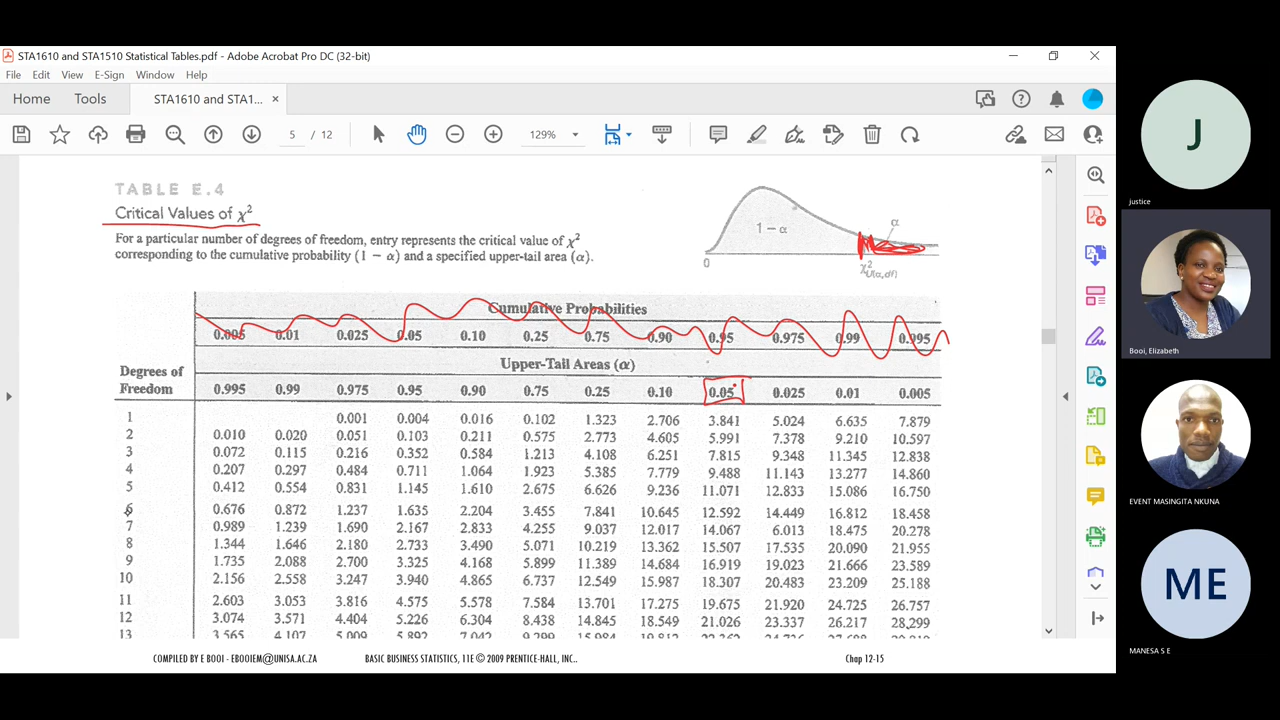 STA1610 and STA1510 Statistical Tables.pdf - Adobe Acrobat Pro DC (32-bit)
File Edit View E-Sign Window Help
Home Tools STA1610 and STA1... ×
5 / 12 129%
TABLE E.4
Critical Values of χ²
For a particular number of degrees of freedom, entry represents the critical value of χ²
corresponding to the cumulative probability (1 − α) and a specified upper-tail area (α).
1 − α
α
0
χ²U(α,df)
Cumulative Probabilities
0.005 0.01 0.025 0.05 0.10 0.25 0.75 0.90 0.95 0.975 0.99 0.995
Upper-Tail Areas (α)
Degrees of
Freedom 0.995 0.99 0.975 0.95 0.90 0.75 0.25 0.10 0.05 0.025 0.01 0.005
1 0.001 0.004 0.016 0.102 1.323 2.706 3.841 5.024 6.635 7.879
2 0.010 0.020 0.051 0.103 0.211 0.575 2.773 4.605 5.991 7.378 9.210 10.597
3 0.072 0.115 0.216 0.352 0.584 1.213 4.108 6.251 7.815 9.348 11.345 12.838
4 0.207 0.297 0.484 0.711 1.064 1.923 5.385 7.779 9.488 11.143 13.277 14.860
5 0.412 0.554 0.831 1.145 1.610 2.675 6.626 9.236 11.071 12.833 15.086 16.750
6 0.676 0.872 1.237 1.635 2.204 3.455 7.841 10.645 12.592 14.449 16.812 18.458
7 0.989 1.239 1.690 2.167 2.833 4.255 9.037 12.017 14.067 6.013 18.475 20.278
8 1.344 1.646 2.180 2.733 3.490 5.071 10.219 13.362 15.507 17.535 20.090 21.955
9 1.735 2.088 2.700 3.325 4.168 5.899 11.389 14.684 16.919 19.023 21.666 23.589
10 2.156 2.558 3.247 3.940 4.865 6.737 12.549 15.987 18.307 20.483 23.209 25.188
11 2.603 3.053 3.816 4.575 5.578 7.584 13.701 17.275 19.675 21.920 24.725 26.757
12 3.074 3.571 4.404 5.226 6.304 8.438 14.845 18.549 21.026 23.337 26.217 28.299
13 3.565 4.107 5.009 5.892 7.042 9.299
COMPILED BY E BOOI – EBOOIEM@UNISA.AC.ZA BASIC BUSINESS STATISTICS, 11E © 2009 PRENTICE-HALL, INC.. Chap 12-15
J
justice
Booi, Elizabeth
EVENT MASINGITA NKUNA
ME
MANESA S E